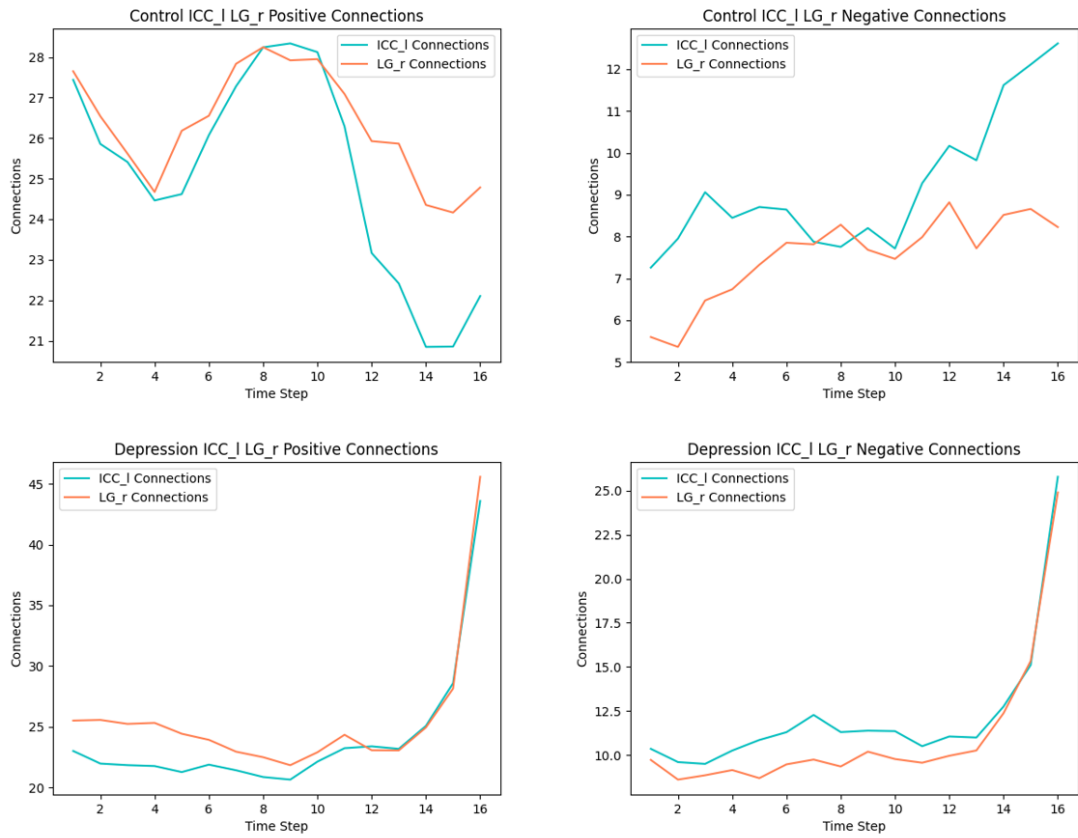 Control ICC_l LG_r Positive Connections
ICC_l Connections
LG_r Connections
28
27
26
25
24
23
22
21
Connections
2 4 6 8 10 12 14 16
Time Step
Control ICC_l LG_r Negative Connections
ICC_l Connections
LG_r Connections
12
11
10
9
8
7
6
5
Connections
2 4 6 8 10 12 14 16
Time Step
Depression ICC_l LG_r Positive Connections
ICC_l Connections
LG_r Connections
45
40
35
30
25
20
Connections
2 4 6 8 10 12 14 16
Time Step
Depression ICC_l LG_r Negative Connections
ICC_l Connections
LG_r Connections
25.0
22.5
20.0
17.5
15.0
12.5
10.0
Connections
2 4 6 8 10 12 14 16
Time Step